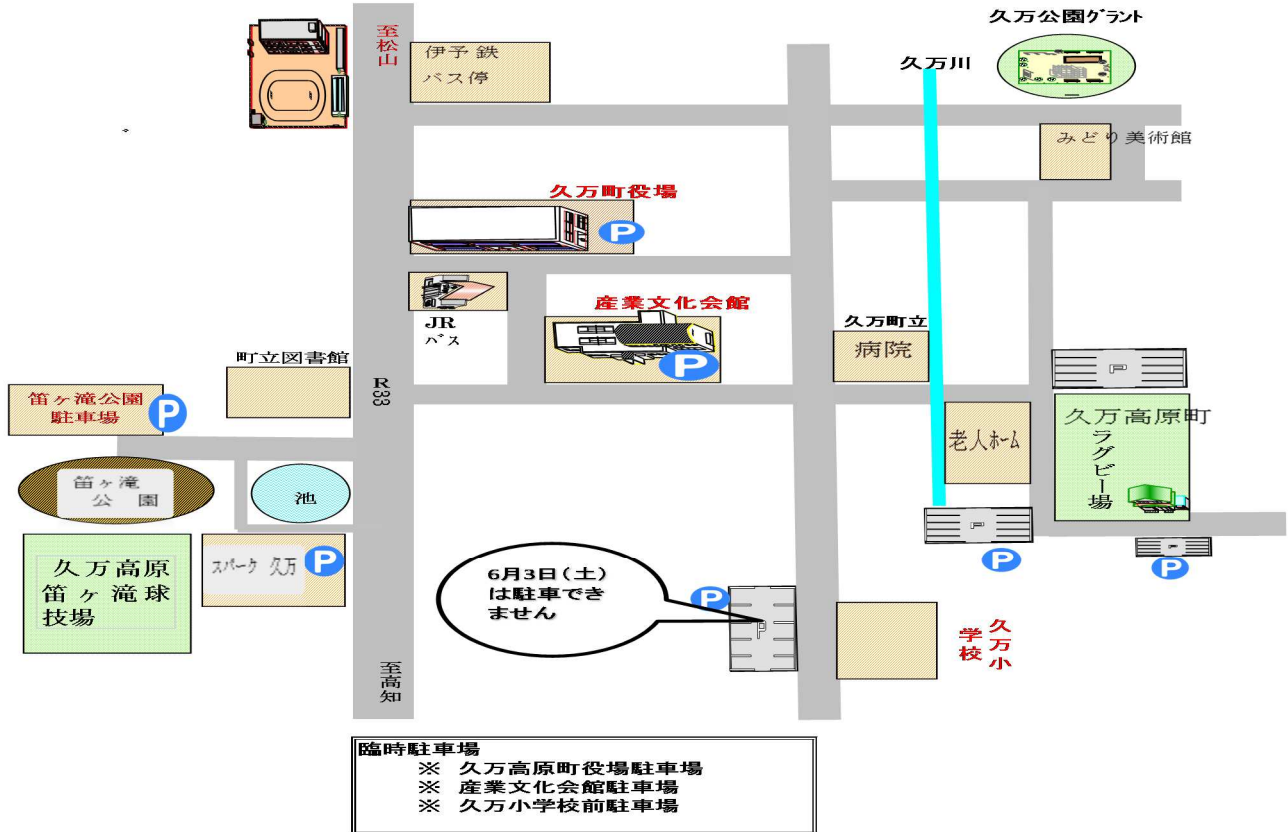 久万公園グラント
至松山
伊予鉄
バス停
久万川
みどり美術館
久万町役場
P
産業文化会館
P
JR
バス
久万町立
病院
町立図書館
R33
P
笛ヶ滝公園
駐車場
P
久万高原町
ラグビー場
老人ホーム
笛ヶ滝
公園
池
P
P
P
P
久万高原
笛ヶ滝球
技場
スパーク久万
P
6月3日(土)
は駐車でき
ません
P
P
久万小
学校
至高知
臨時駐車場
※ 久万高原町役場駐車場
※ 産業文化会館駐車場
※ 久万小学校前駐車場